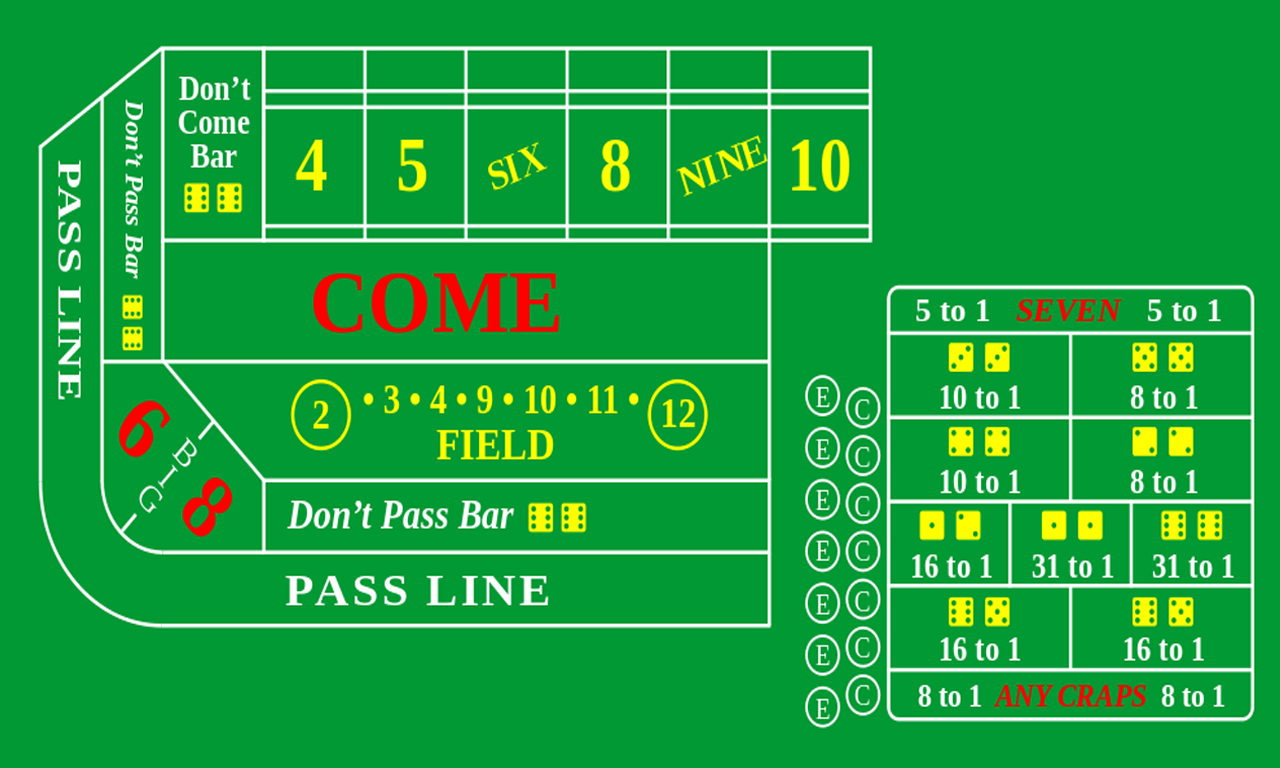 Don’t
Come
Bar
4 5 SIX 8 NINE 10
Don’t Pass Bar
PASS LINE
COME
2 • 3 • 4 • 9 • 10 • 11 • 12
FIELD
6
BIG
8
Don’t Pass Bar
PASS LINE
5 to 1 SEVEN 5 to 1
10 to 1 8 to 1
10 to 1 8 to 1
16 to 1 31 to 1 31 to 1
16 to 1 16 to 1
8 to 1 ANY CRAPS 8 to 1
E C
E C
E C
E C
E C
E C
E C